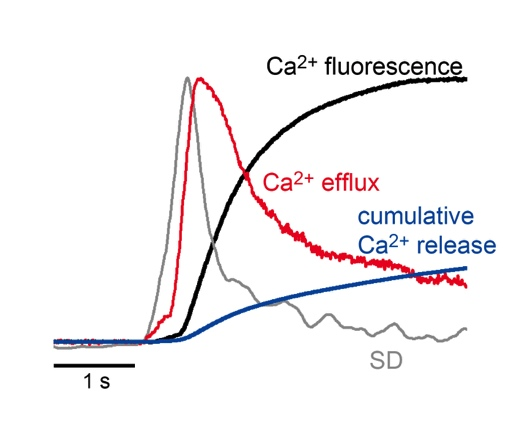 Ca²⁺ fluorescence
Ca²⁺ efflux
cumulative
Ca²⁺ release
SD
1 s